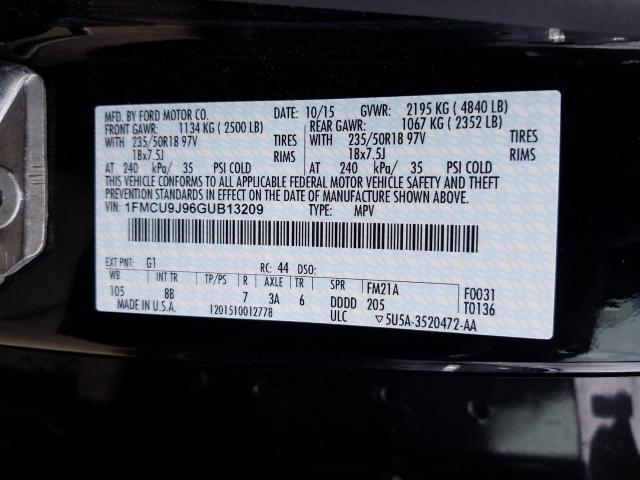 MFD. BY FORD MOTOR CO. DATE: 10/15 GVWR: 2195 KG ( 4840 LB)
FRONT GAWR: 1134 KG ( 2500 LB) REAR GAWR: 1067 KG ( 2352 LB)
WITH 235/50R18 97V TIRES WITH 235/50R18 97V TIRES
18x7.5J RIMS 18x7.5J RIMS
AT 240 kPa/ 35 PSI COLD AT 240 kPa/ 35 PSI COLD
THIS VEHICLE CONFORMS TO ALL APPLICABLE FEDERAL MOTOR VEHICLE SAFETY AND THEFT
PREVENTION STANDARDS IN EFFECT ON THE DATE OF MANUFACTURE SHOWN ABOVE.
VIN: 1FMCU9J96GUB13209 TYPE: MPV
EXT PNT: G1 RC: 44 DSO:
WB INT TR TP/PS R AXLE TR SPR FM21A F0031
105 8B 7 3A 6 DDDD 205 T0136
MADE IN U.S.A. 1201510012778 ULC ▽5U5A-3520472-AA